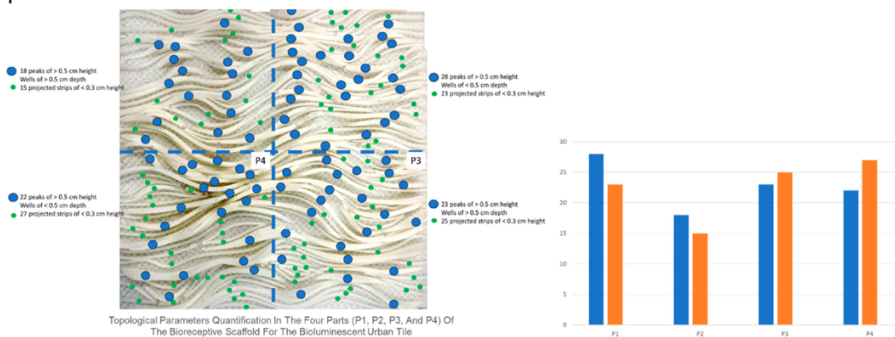 18 peaks of > 0.5 cm height
Wells of > 0.5 cm depth
15 projected strips of < 0.3 cm height
28 peaks of > 0.5 cm height
Wells of < 0.5 cm depth
23 projected strips of < 0.3 cm height
P4
P3
22 peaks of > 0.5 cm height
Wells of < 0.5 cm depth
27 projected strips of < 0.3 cm height
23 peaks of > 0.5 cm height
Wells of > 0.5 cm depth
25 projected strips of < 0.3 cm height
Topological Parameters Quantification In The Four Parts (P1, P2, P3, And P4) Of
The Bioreceptive Scaffold For The Bioluminescent Urban Tile
30
25
20
15
10
5
0
P1 P2 P3 P4